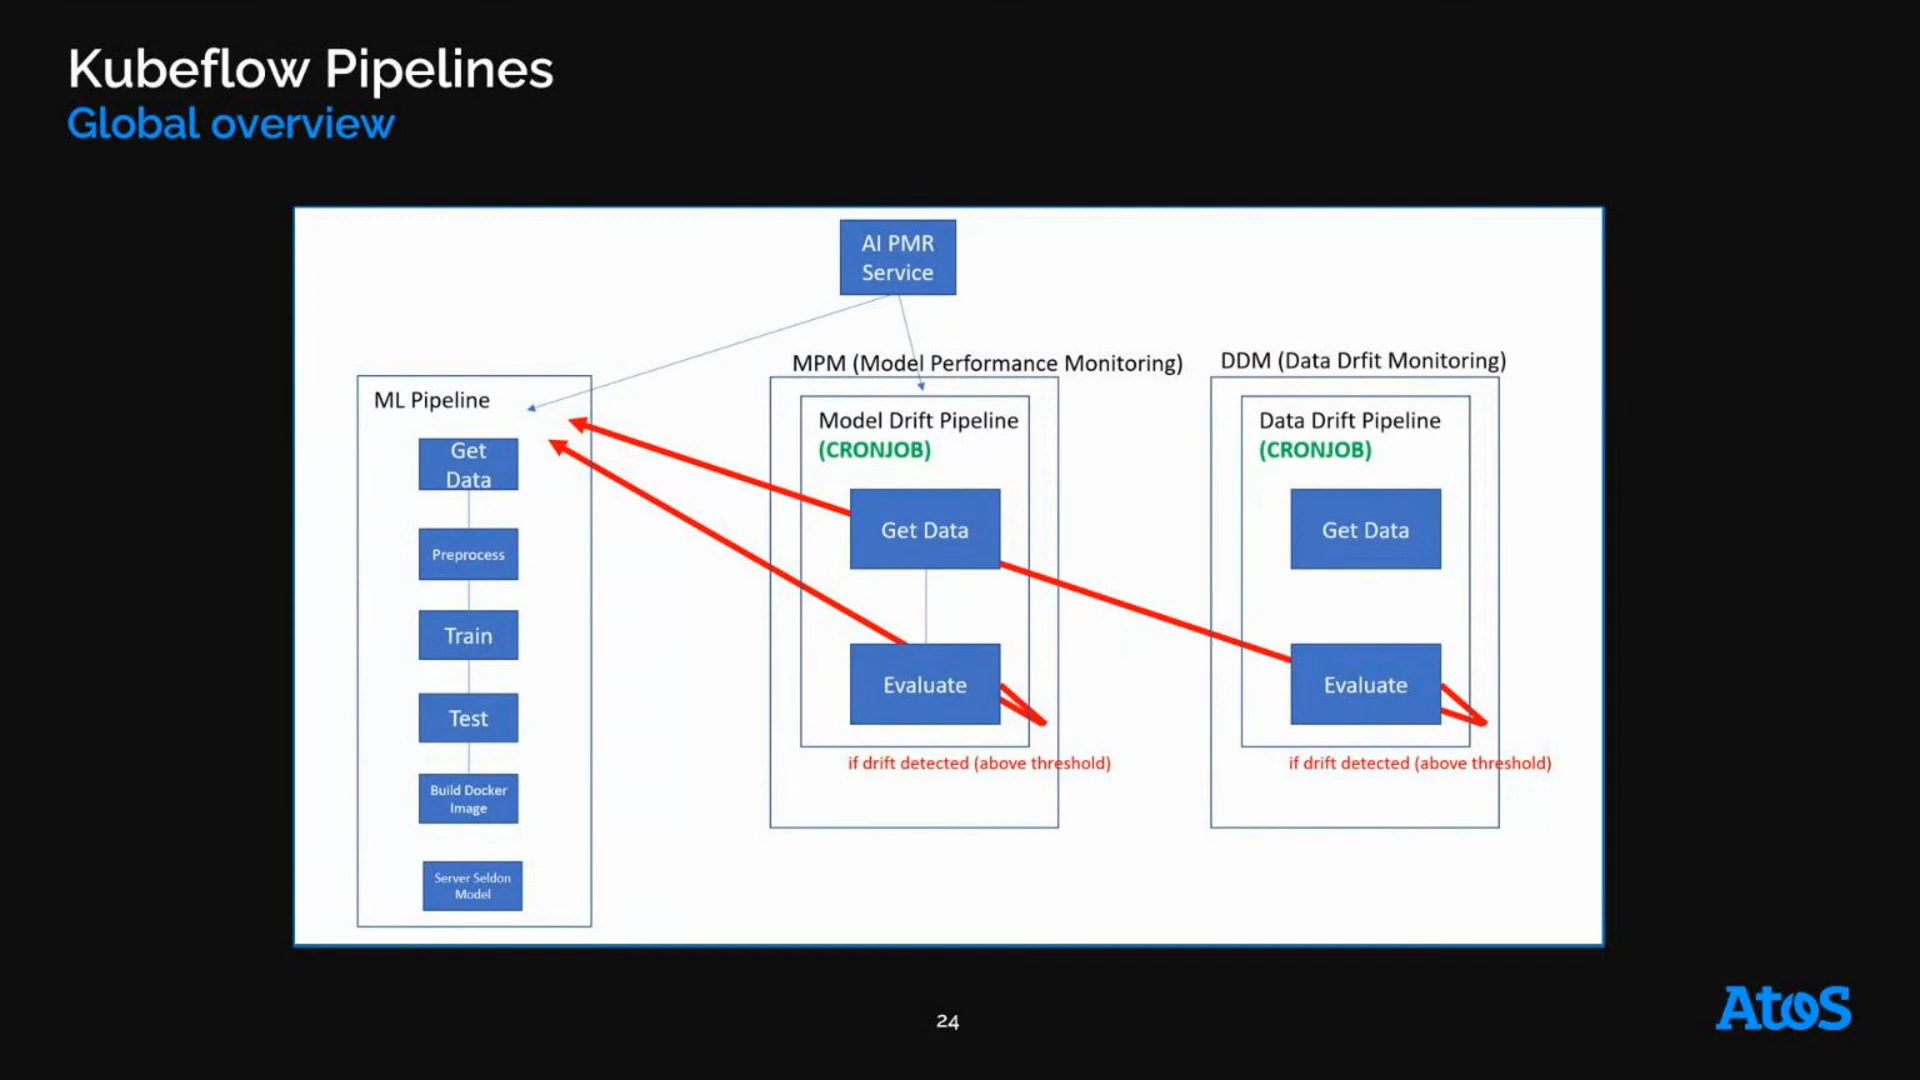 Kubeflow Pipelines
Global overview
AI PMR
Service
MPM (Model Performance Monitoring)
DDM (Data Drfit Monitoring)
ML Pipeline
Get
Data
Preprocess
Train
Test
Build Docker
Image
Server Seldon
Model
Model Drift Pipeline
(CRONJOB)
Get Data
Evaluate
if drift detected (above threshold)
Data Drift Pipeline
(CRONJOB)
Get Data
Evaluate
if drift detected (above threshold)
24
Atos